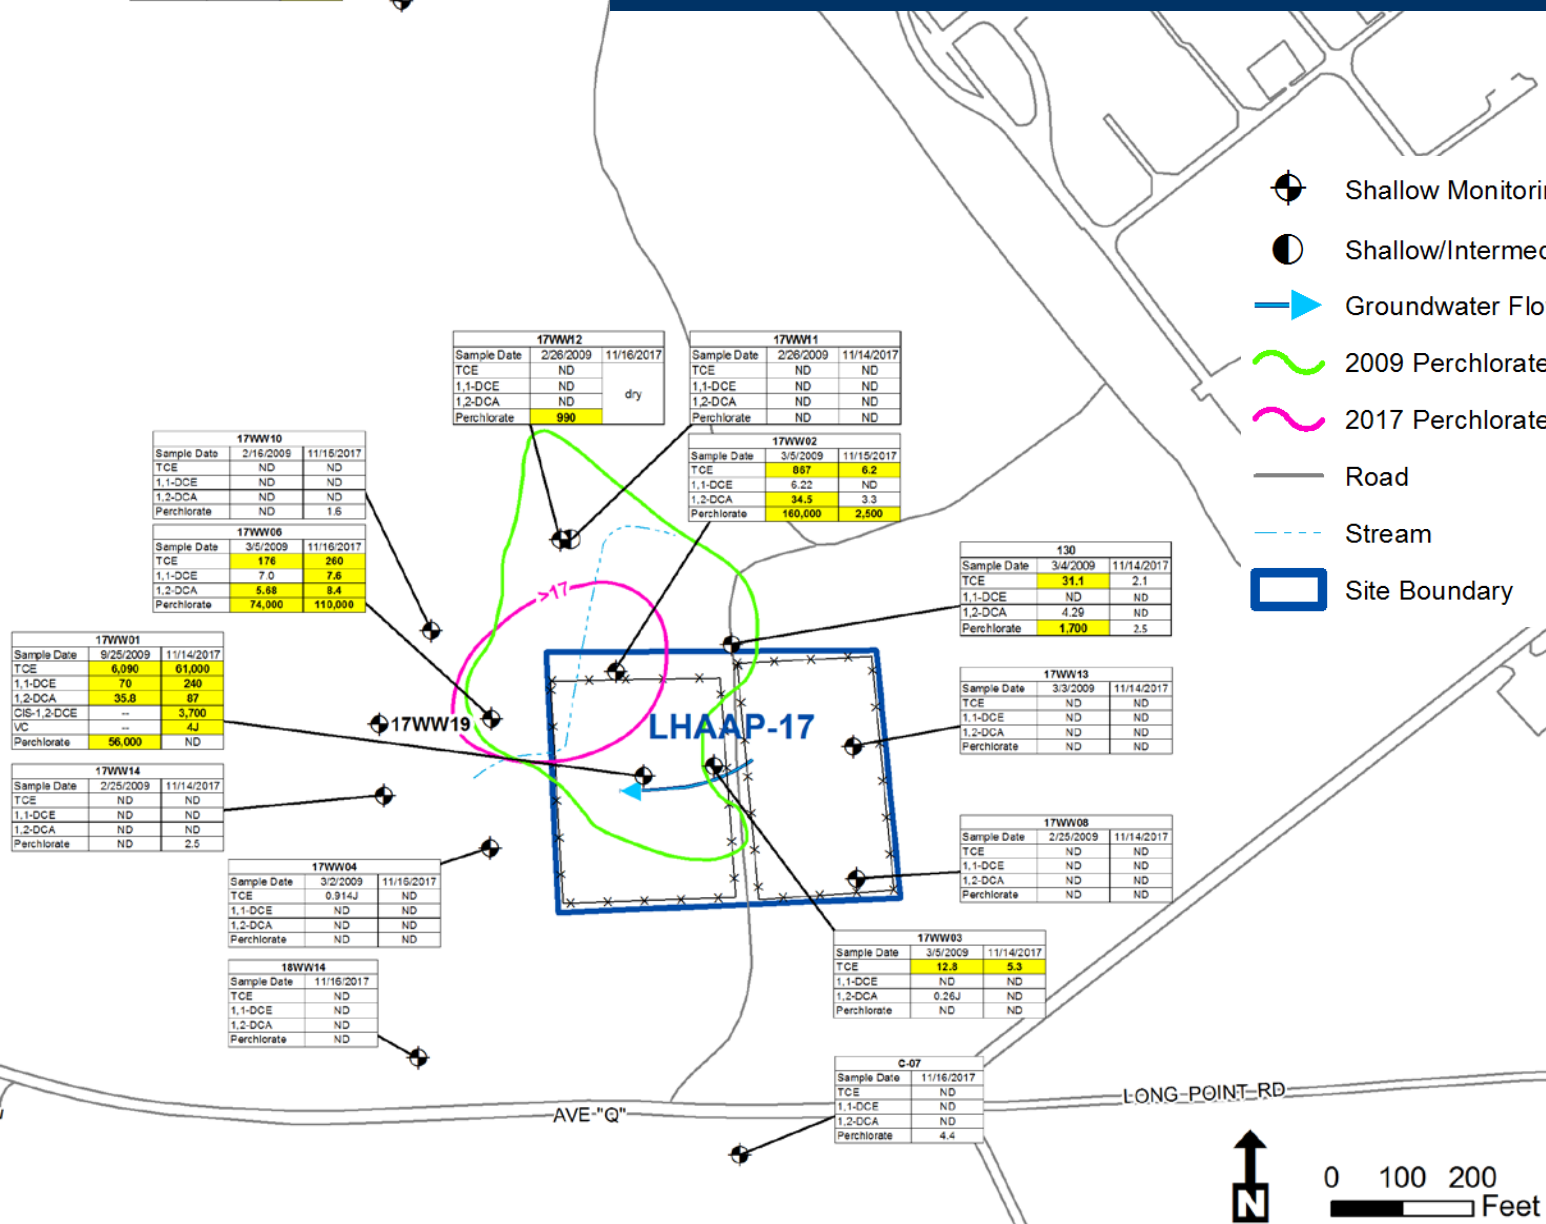 Shallow Monitorin
Shallow/Intermed
Groundwater Flo
2009 Perchlorate
2017 Perchlorate
Road
Stream
Site Boundary
17WW12
Sample Date 2/26/2009 11/16/2017
TCE ND
1,1-DCE ND
1,2-DCA ND
dry
Perchlorate 990
17WW11
Sample Date 2/26/2009 11/14/2017
TCE ND ND
1,1-DCE ND ND
1,2-DCA ND ND
Perchlorate ND ND
17WW10
Sample Date 2/16/2009 11/15/2017
TCE ND ND
1,1-DCE ND ND
1,2-DCA ND ND
Perchlorate ND 1.6
17WW02
Sample Date 3/5/2009 11/15/2017
TCE 867 6.2
1,1-DCE 6.22 ND
1,2-DCA 34.5 3.3
Perchlorate 160,000 2,500
17WW06
Sample Date 3/5/2009 11/16/2017
TCE 176 260
1,1-DCE 7.0 7.6
1,2-DCA 5.68 8.4
Perchlorate 74,000 110,000
130
Sample Date 3/4/2009 11/14/2017
TCE 31.1 2.1
1,1-DCE ND ND
1,2-DCA 4.29 ND
Perchlorate 1,700 2.5
>17
17WW01
Sample Date 9/25/2009 11/14/2017
TCE 6,090 61,000
1,1-DCE 70 240
1,2-DCA 35.8 87
CIS-1,2-DCE -- 3,700
VC -- 4J
Perchlorate 56,000 ND
17WW19
LHAAP-17
17WW13
Sample Date 3/3/2009 11/14/2017
TCE ND ND
1,1-DCE ND ND
1,2-DCA ND ND
Perchlorate ND ND
17WW14
Sample Date 2/25/2009 11/14/2017
TCE ND ND
1,1-DCE ND ND
1,2-DCA ND ND
Perchlorate ND 2.5
17WW08
Sample Date 2/25/2009 11/14/2017
TCE ND ND
1,1-DCE ND ND
1,2-DCA ND ND
Perchlorate ND ND
17WW04
Sample Date 3/2/2009 11/16/2017
TCE 0.914J ND
1,1-DCE ND ND
1,2-DCA ND ND
Perchlorate ND ND
17WW03
Sample Date 3/5/2009 11/14/2017
TCE 12.8 5.3
1,1-DCE ND ND
1,2-DCA 0.26J ND
Perchlorate ND ND
18WW14
Sample Date 11/16/2017
TCE ND
1,1-DCE ND
1,2-DCA ND
Perchlorate ND
C-07
Sample Date 11/16/2017
TCE ND
1,1-DCE ND
1,2-DCA ND
Perchlorate 4.4
AVE "Q"
LONG POINT RD
N
0 100 200
Feet